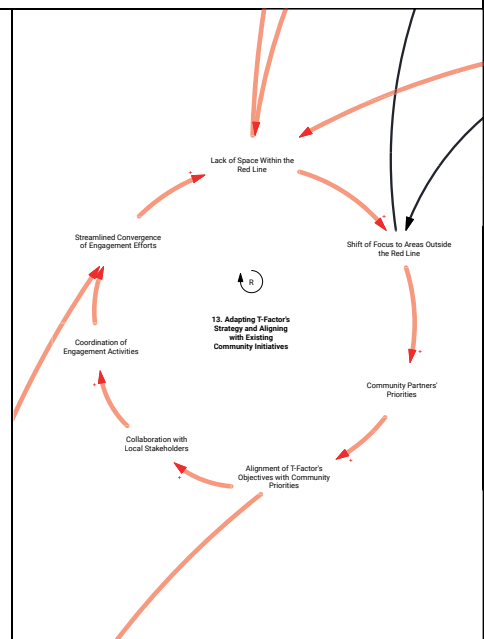 Lack of Space Within the
Red Line
+
+
Streamlined Convergence
of Engagement Efforts
Shift of Focus to Areas Outside
the Red Line
R
13. Adapting T-Factor's
Strategy and Aligning
with Existing
Community Initiatives
Coordination of
Engagement Activities
+
+
Community Partners'
Priorities
Collaboration with
Local Stakeholders
+
+
Alignment of T-Factor's
Objectives with Community
Priorities